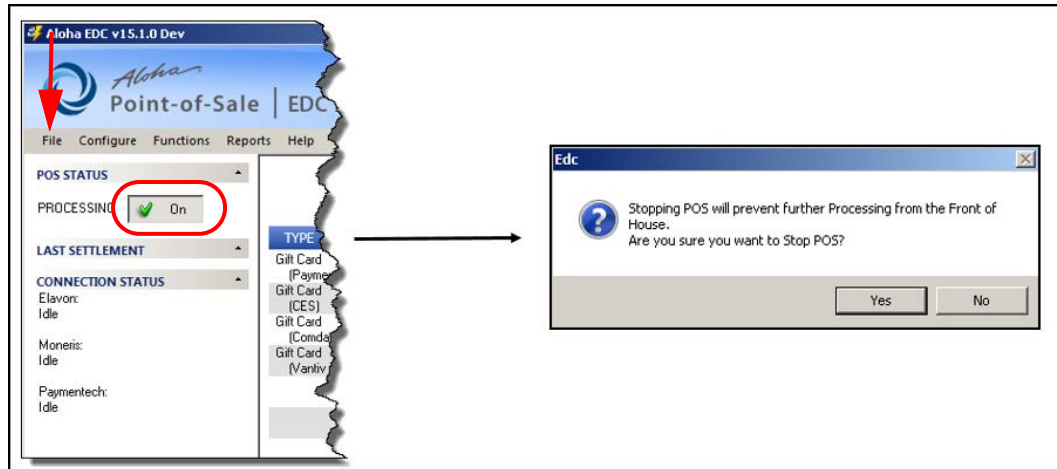 Aloha EDC v15.1.0 Dev
Aloha
Point-of-Sale | EDC
File Configure Functions Reports Help
POS STATUS
PROCESSING On
LAST SETTLEMENT
CONNECTION STATUS
Elavon:
Idle
Moneris:
Idle
Paymentech:
Idle
TYPE
Gift Card
(Payme
Gift Card
(CES)
Gift Card
(Comda
Gift Card
(Vantiv
Edc
Stopping POS will prevent further Processing from the Front of
House.
Are you sure you want to Stop POS?
Yes No